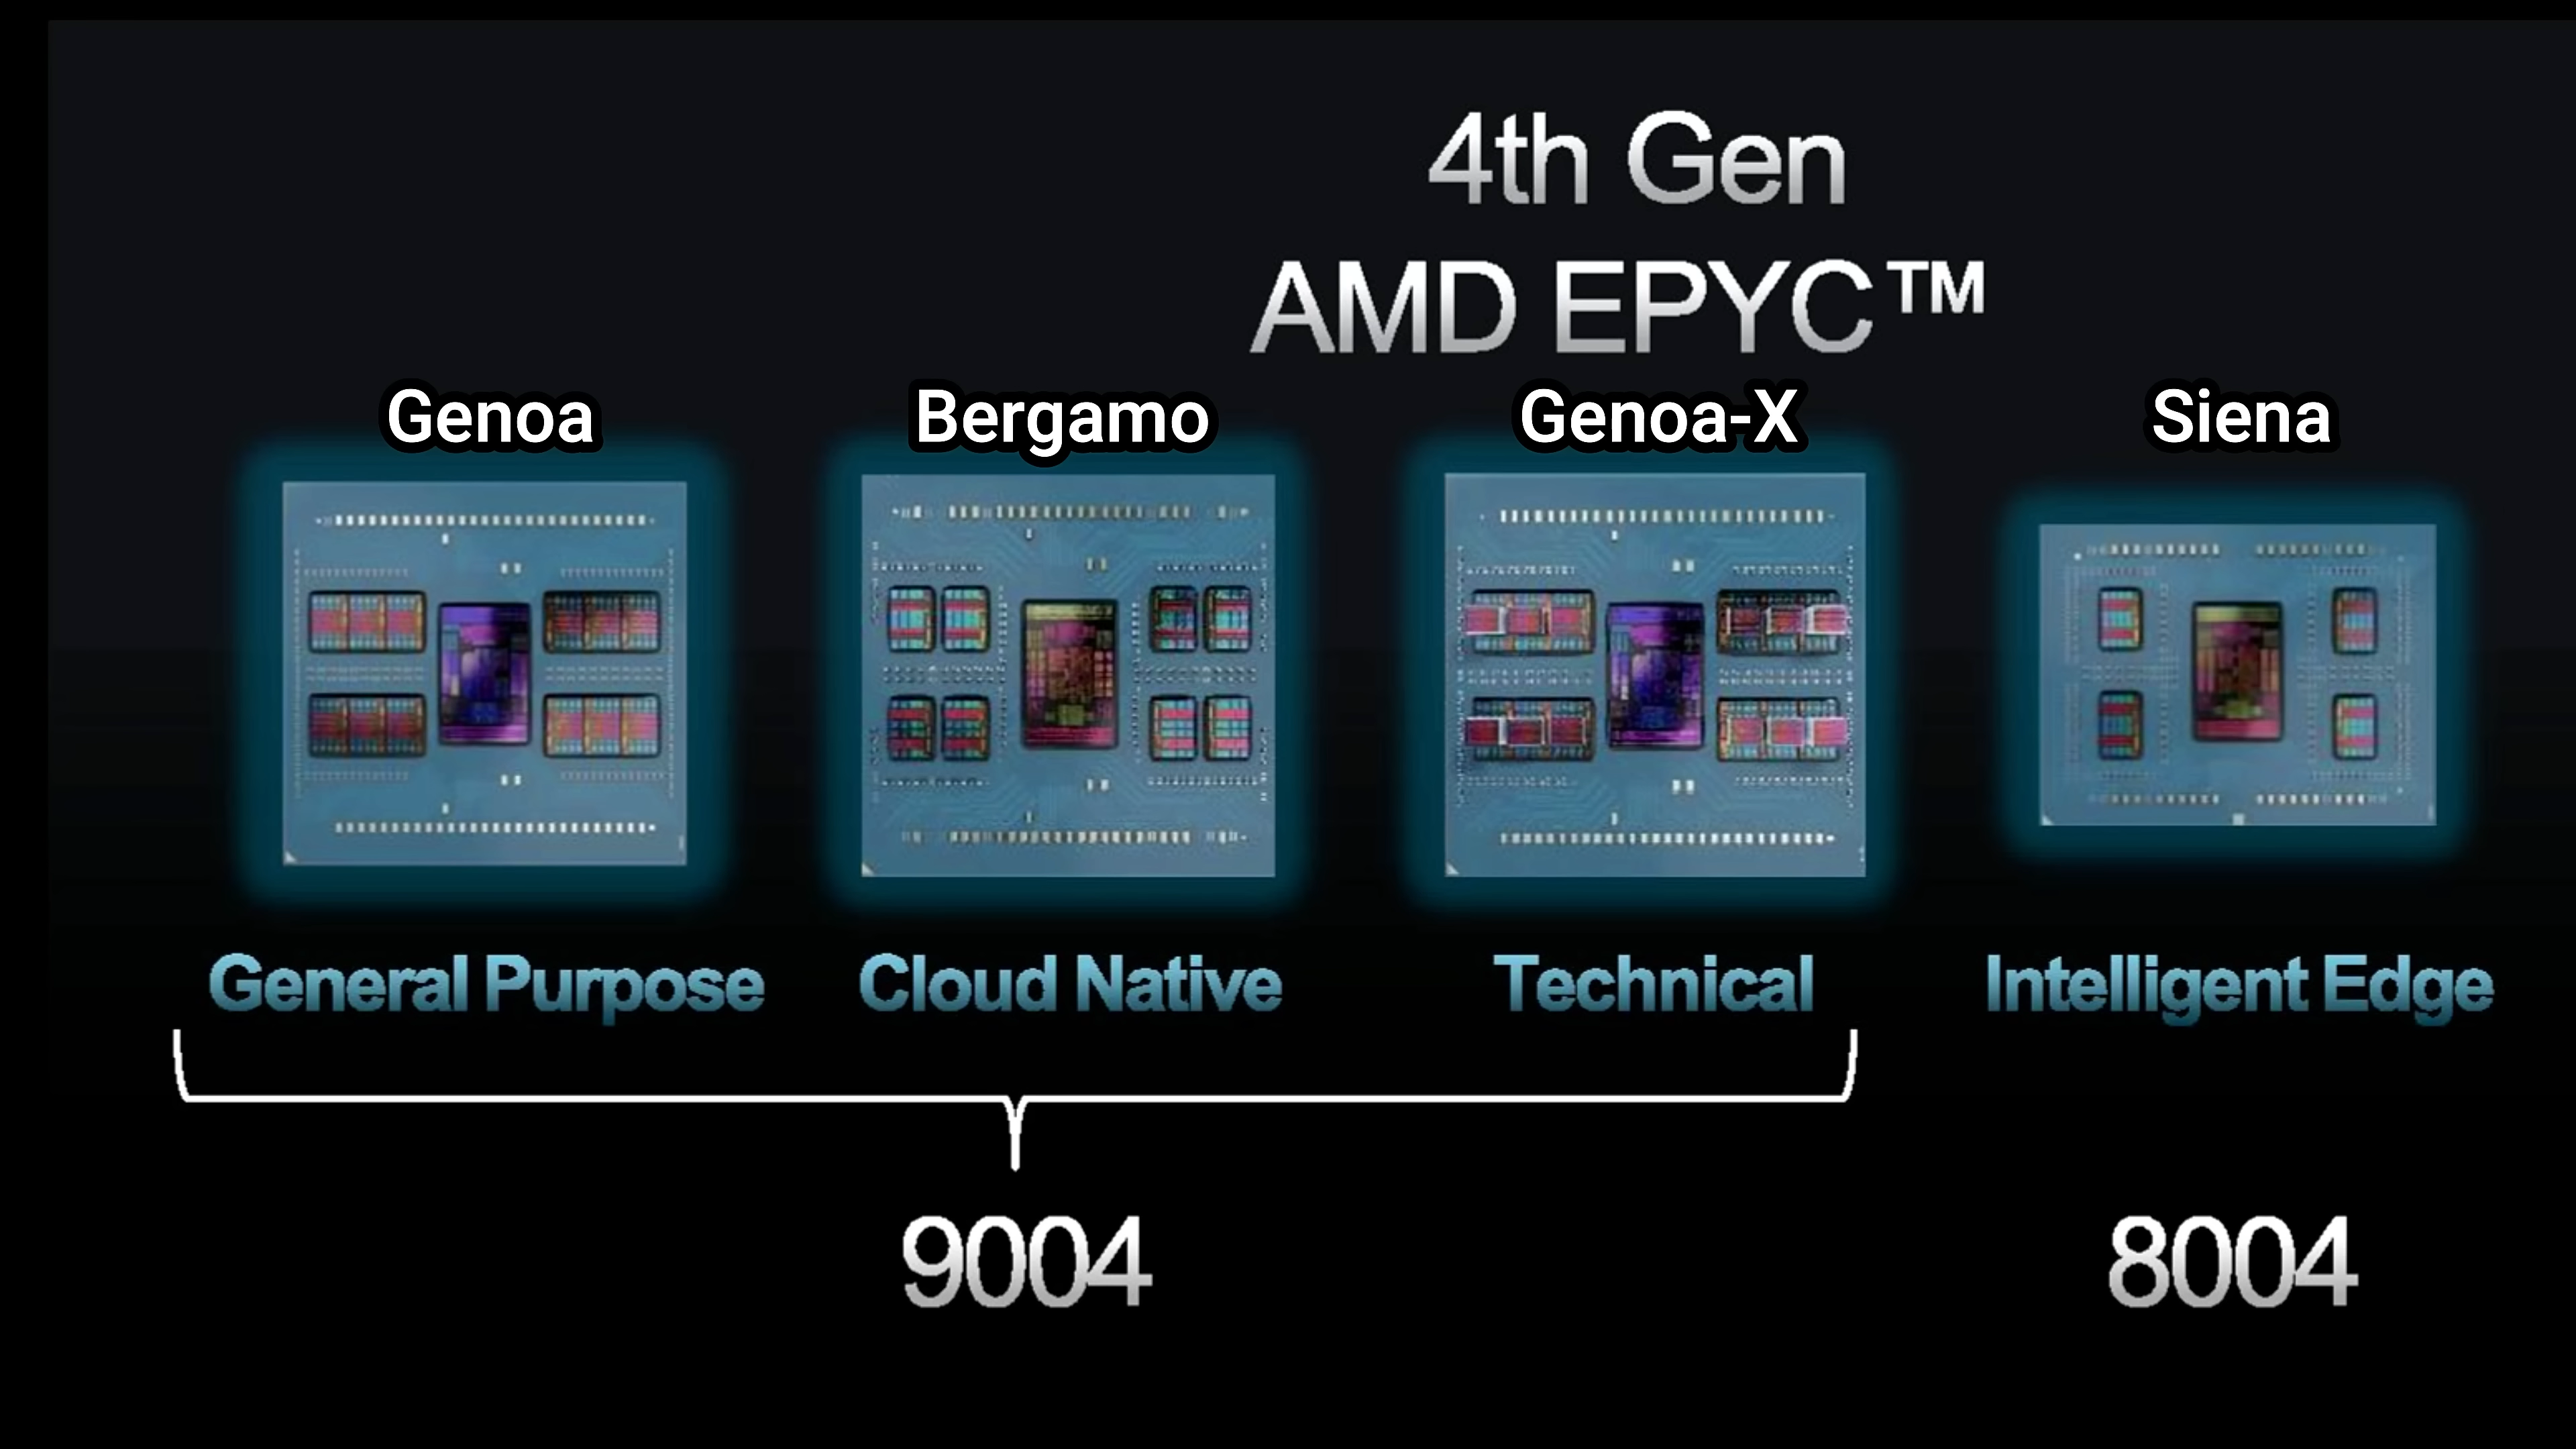 4th Gen
AMD EPYC™
Genoa
Bergamo
Genoa-X
Siena
General Purpose
Cloud Native
Technical
Intelligent Edge
9004
8004